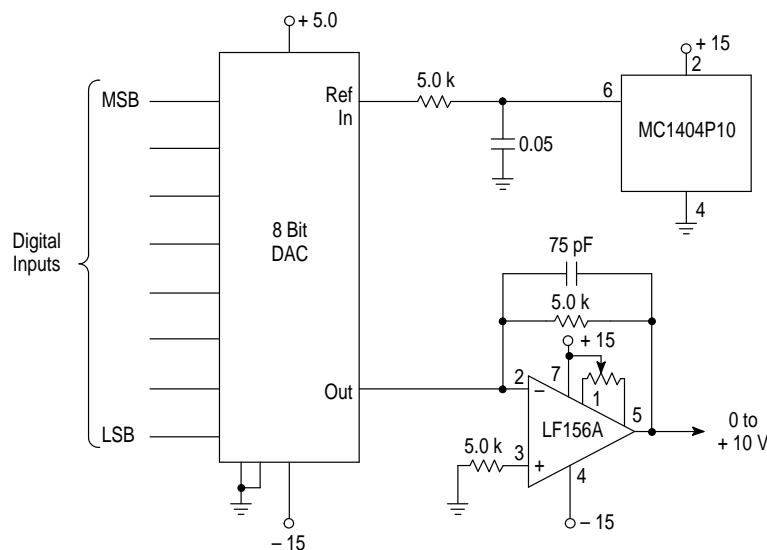 + 5.0
MSB
Ref
In
5.0 k
6
+ 15
2
MC1404P10
0.05
4
Digital
Inputs
8 Bit
DAC
75 pF
5.0 k
+ 15
Out
2
7
1
5
–
LF156A
0 to
+ 10 V
LSB
5.0 k
3
+
4
– 15
– 15